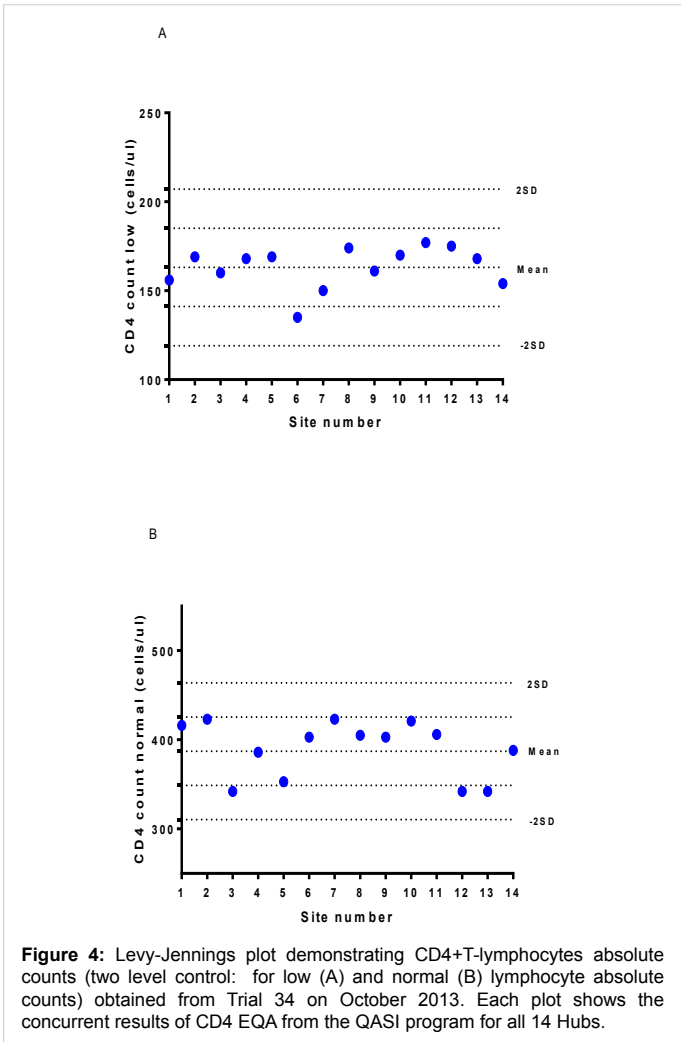 A
250
200
150
100
CD4 count low (cells/ul)
2SD
Mean
-2SD
1 2 3 4 5 6 7 8 9 10 11 12 13 14
Site number
B
500
400
300
CD4 count normal (cells/ul)
2SD
Mean
-2SD
1 2 3 4 5 6 7 8 9 10 11 12 13 14
Site number
Figure 4: Levy-Jennings plot demonstrating CD4+T-lymphocytes absolute
counts (two level control: for low (A) and normal (B) lymphocyte absolute
counts) obtained from Trial 34 on October 2013. Each plot shows the
concurrent results of CD4 EQA from the QASI program for all 14 Hubs.